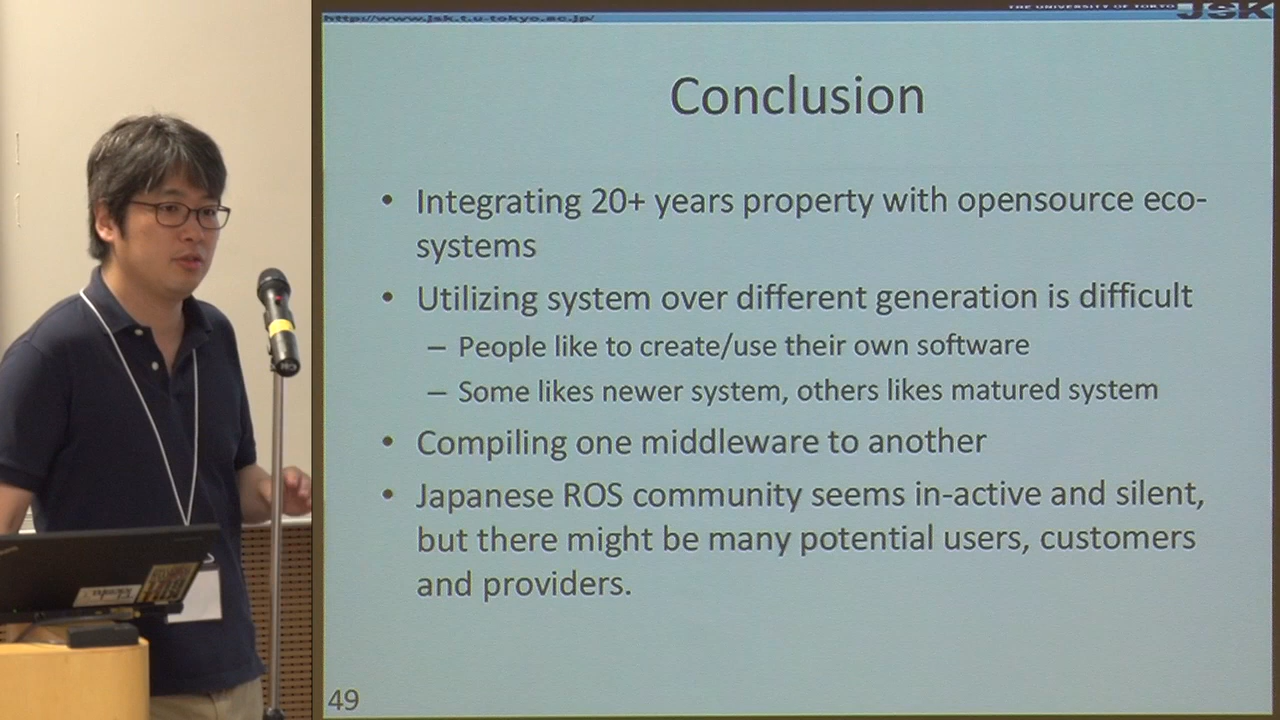 http://www.jsk.t.u-tokyo.ac.jp/
THE UNIVERSITY OF TOKYO
JSK
Conclusion
• Integrating 20+ years property with opensource eco-
systems
• Utilizing system over different generation is difficult
– People like to create/use their own software
– Some likes newer system, others likes matured system
• Compiling one middleware to another
• Japanese ROS community seems in-active and silent,
but there might be many potential users, customers
and providers.
49